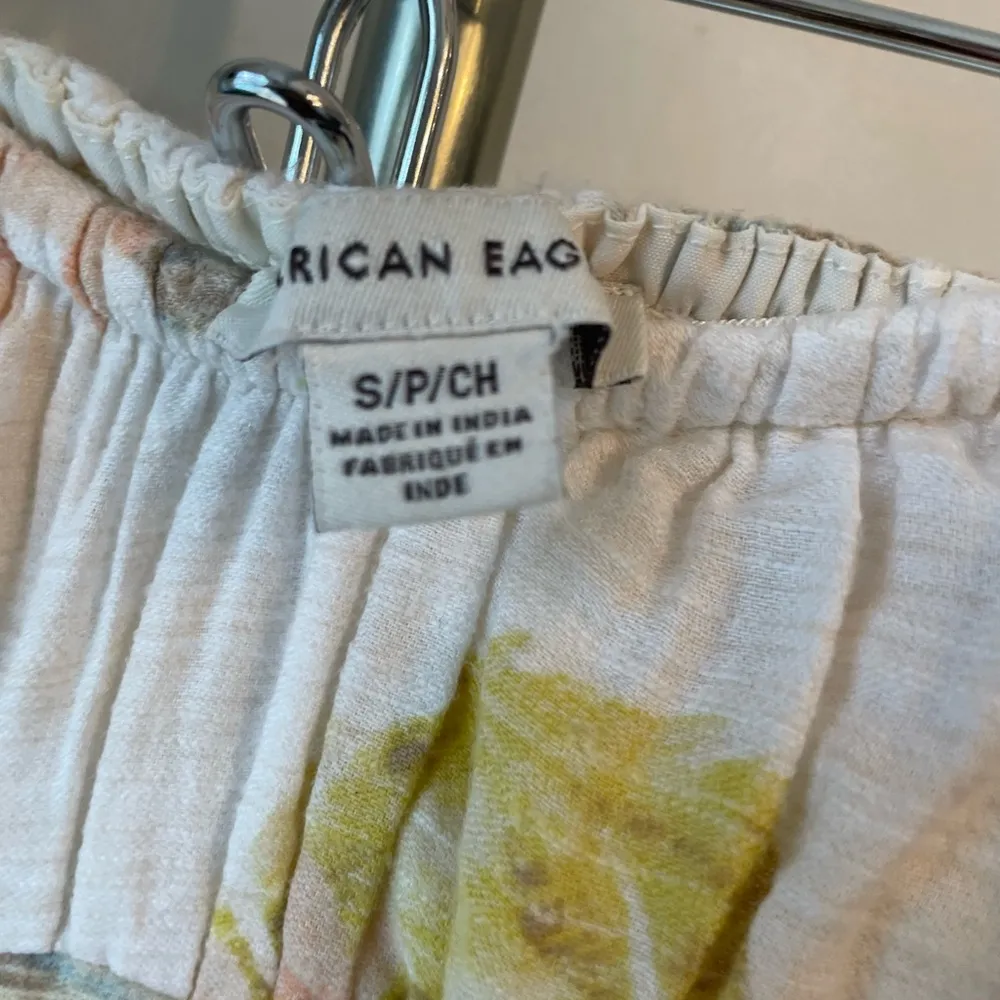 RICAN EAG
S/P/CH
MADE IN INDIA
FABRIQUÉ EN
INDE